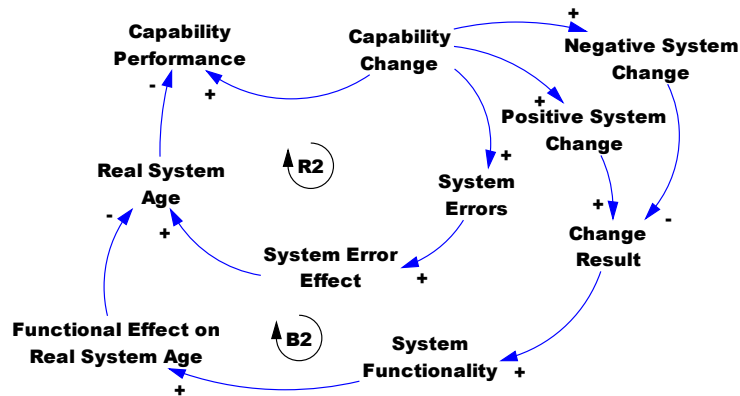 Capability
Performance
Capability
Change
Negative System
Change
Positive System
Change
Real System
Age
R2
System
Errors
Change
Result
System Error
Effect
Functional Effect on
Real System Age
B2
System
Functionality
+
+
-
+
+
+
+
-
-
+
+
+
+